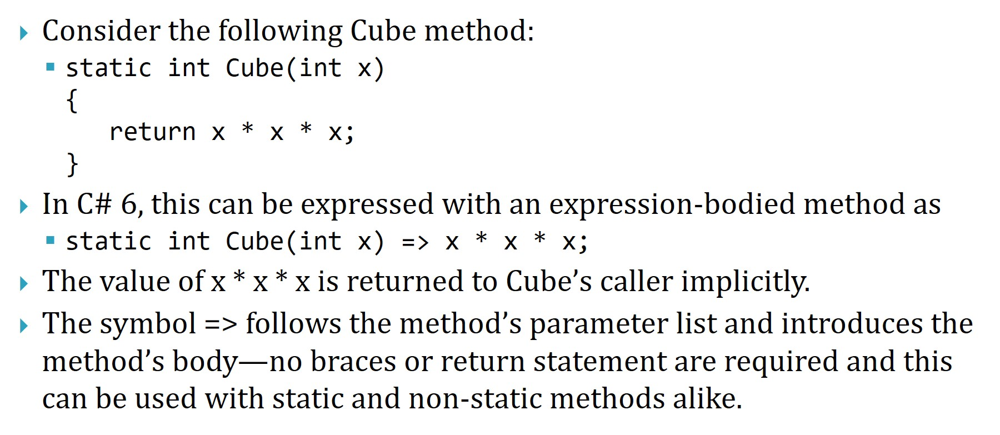 Consider the following Cube method:
static int Cube(int x)
{
return x * x * x;
}
In C# 6, this can be expressed with an expression-bodied method as
static int Cube(int x) => x * x * x;
The value of x * x * x is returned to Cube’s caller implicitly.
The symbol => follows the method’s parameter list and introduces the
method’s body—no braces or return statement are required and this
can be used with static and non-static methods alike.